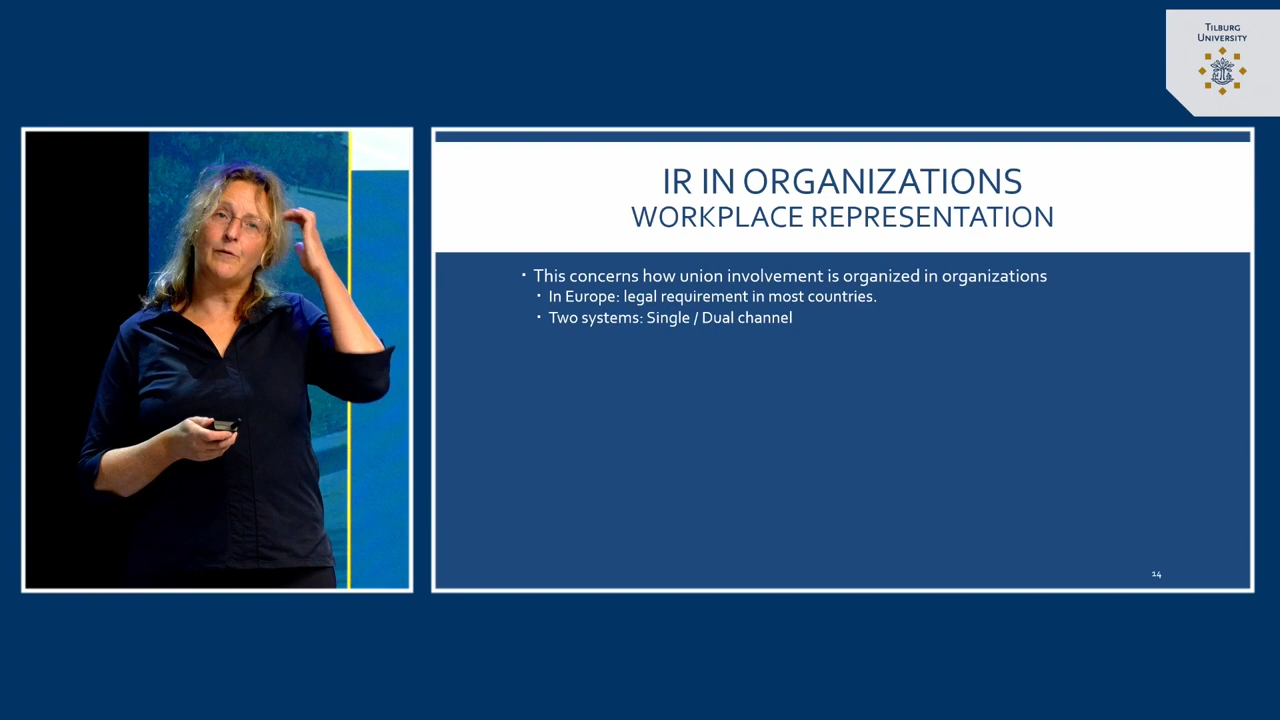 TILBURG
UNIVERSITY
IR IN ORGANIZATIONS
WORKPLACE REPRESENTATION
▪ This concerns how union involvement is organized in organizations
▪ In Europe: legal requirement in most countries.
▪ Two systems: Single / Dual channel
14